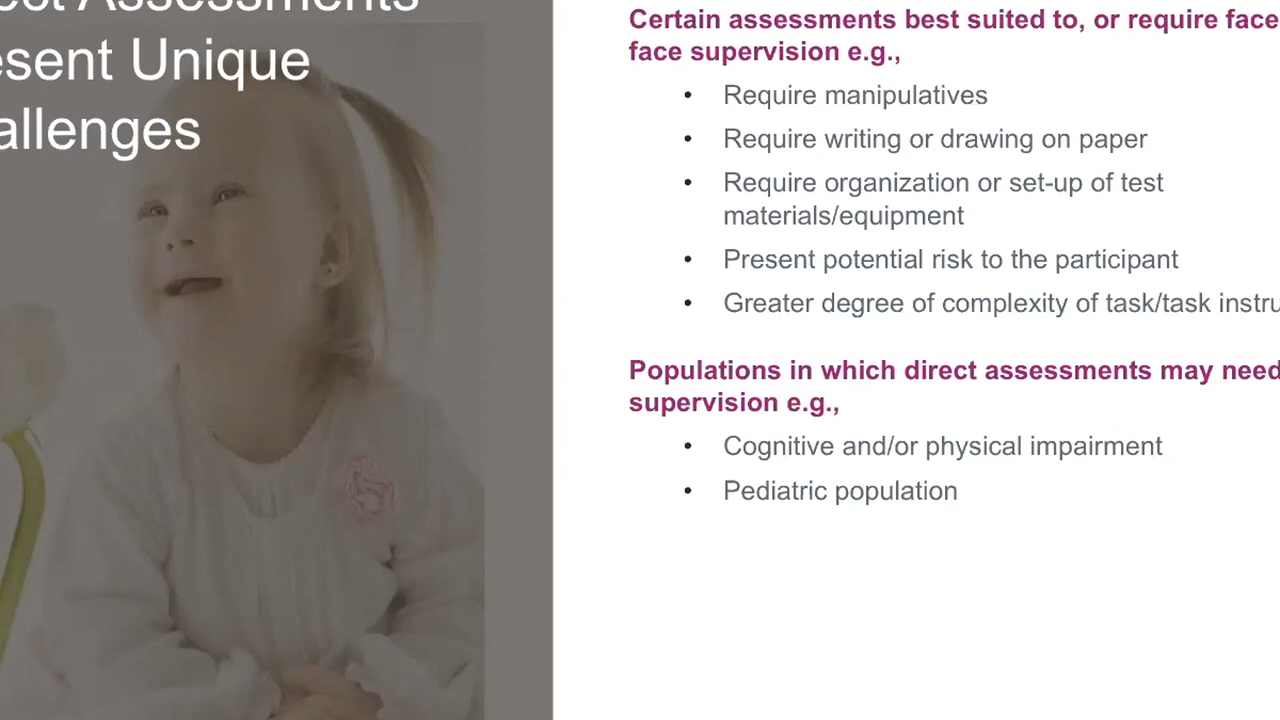 Assessments
esent Unique
allenges
Certain assessments best suited to, or require face
face supervision e.g.,
• Require manipulatives
• Require writing or drawing on paper
• Require organization or set-up of test
materials/equipment
• Present potential risk to the participant
• Greater degree of complexity of task/task instru
Populations in which direct assessments may need
supervision e.g.,
• Cognitive and/or physical impairment
• Pediatric population